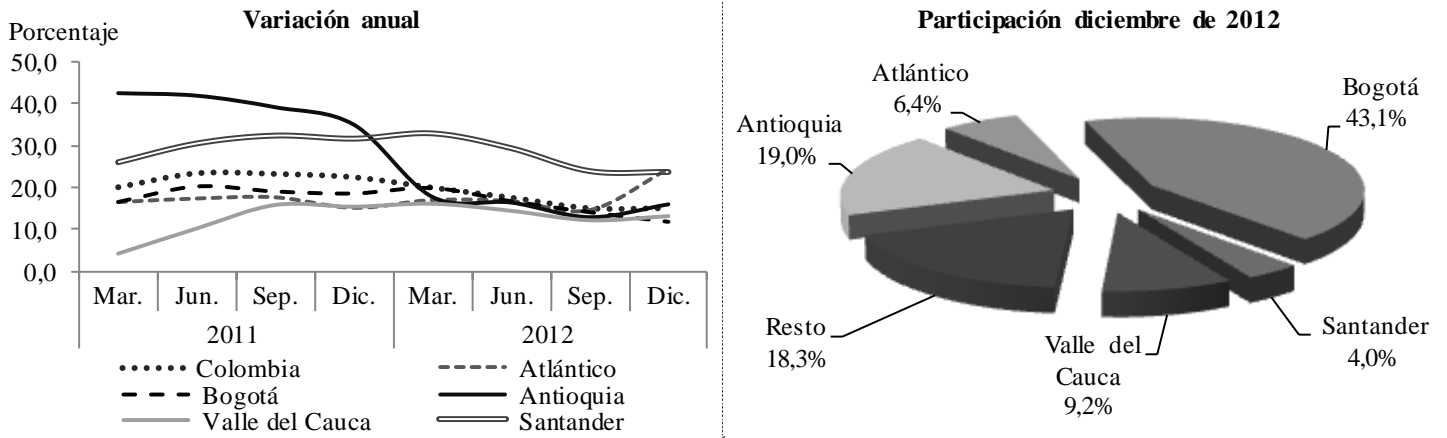 Variación anual
Porcentaje
50,0
40,0
30,0
20,0
10,0
0,0
Mar. Jun. Sep. Dic. Mar. Jun. Sep. Dic.
2011 2012
Colombia Atlántico
Bogotá Antioquia
Valle del Cauca Santander
Participación diciembre de 2012
Atlántico
6,4%
Bogotá
43,1%
Antioquia
19,0%
Resto
18,3%
Valle del
Cauca
9,2%
Santander
4,0%